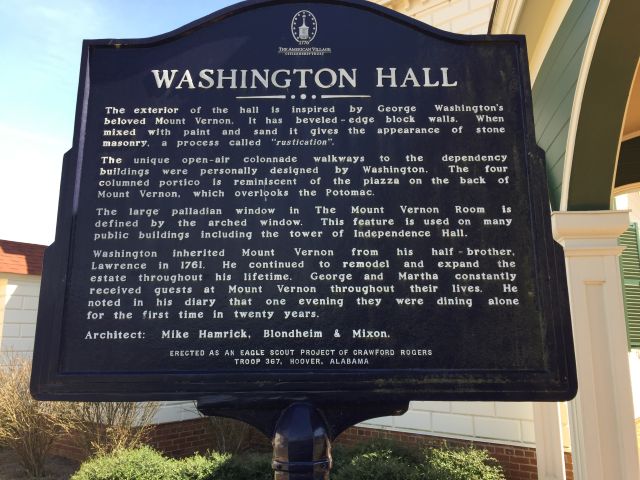 1776
THE AMERICAN VILLAGE
CITIZENSHIP TRUST
WASHINGTON HALL
The exterior of the hall is inspired by George Washington's
beloved Mount Vernon. It has beveled-edge block walls. When
mixed with paint and sand it gives the appearance of stone
masonry, a process called "rustication".
The unique open-air colonnade walkways to the dependency
buildings were personally designed by Washington. The four
columned portico is reminiscent of the piazza on the back of
Mount Vernon, which overlooks the Potomac.
The large palladian window in The Mount Vernon Room is
defined by the arched window. This feature is used on many
public buildings including the tower of Independence Hall.
Washington inherited Mount Vernon from his half-brother,
Lawrence in 1761. He continued to remodel and expand the
estate throughout his lifetime. George and Martha constantly
received guests at Mount Vernon throughout their lives. He
noted in his diary that one evening they were dining alone
for the first time in twenty years.
Architect: Mike Hamrick, Blondheim & Mixon.
ERECTED AS AN EAGLE SCOUT PROJECT OF CRAWFORD ROGERS
TROOP 367, HOOVER, ALABAMA